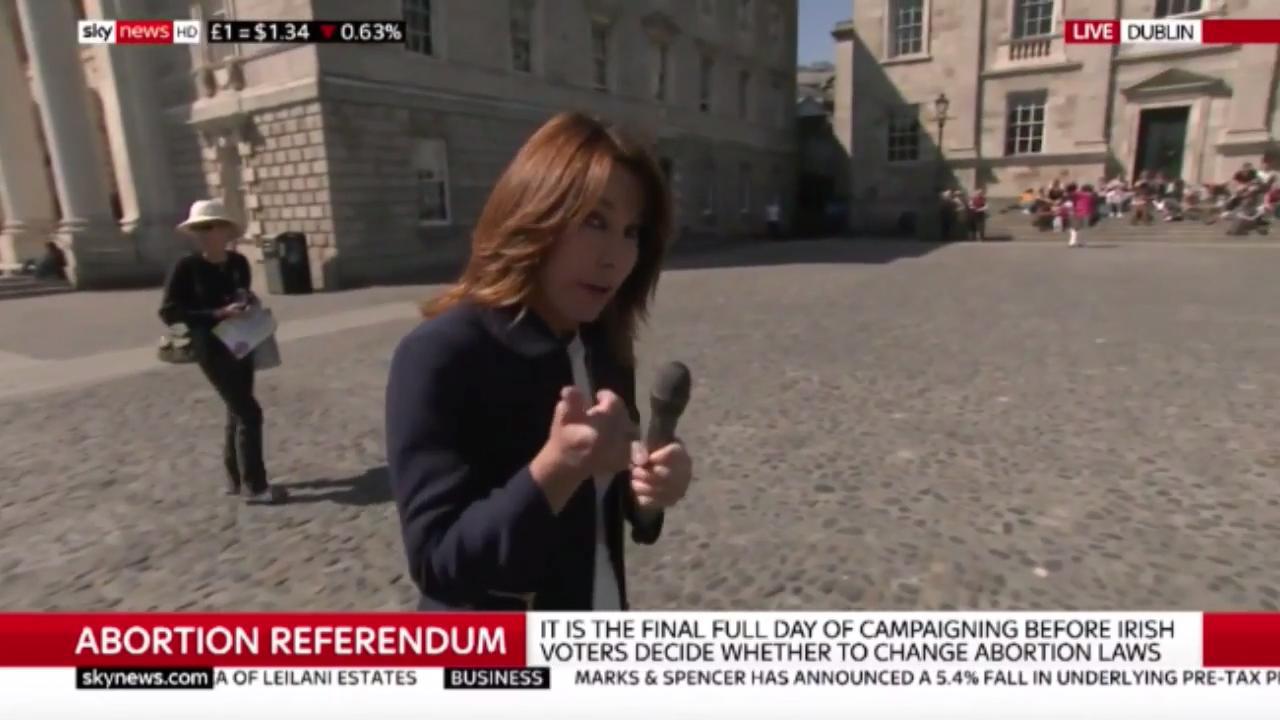 sky news HD £1 = $1.34 ▼ 0.63%
LIVE DUBLIN
ABORTION REFERENDUM
IT IS THE FINAL FULL DAY OF CAMPAIGNING BEFORE IRISH
VOTERS DECIDE WHETHER TO CHANGE ABORTION LAWS
skynews.com A OF LEILANI ESTATES BUSINESS MARKS & SPENCER HAS ANNOUNCED A 5.4% FALL IN UNDERLYING PRE-TAX